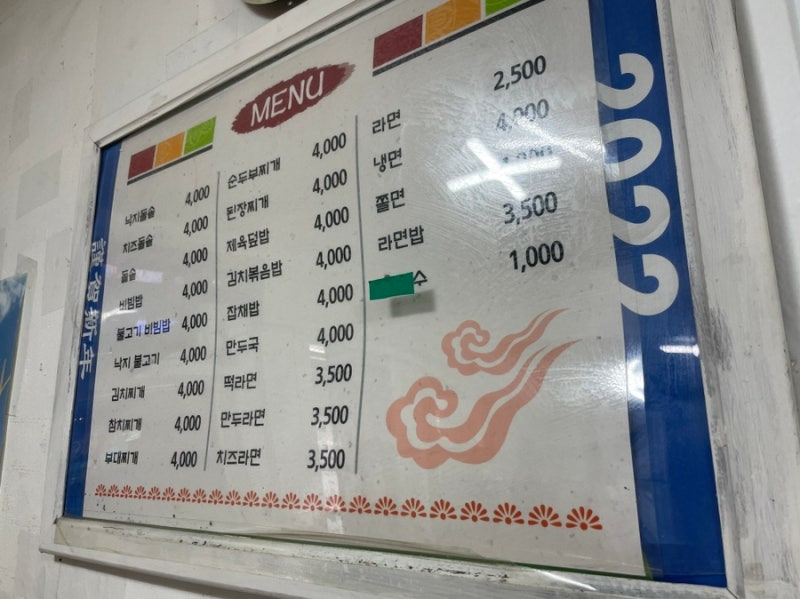 MENU
謹賀新年
낙지돌솥 4,000
치즈돌솥 4,000
돌솥 4,000
비빔밥 4,000
불고기 비빔밥 4,000
낙지 불고기 4,000
김치찌개 4,000
참치찌개 4,000
부대찌개 4,000
순두부찌개 4,000
된장찌개 4,000
제육덮밥 4,000
김치볶음밥 4,000
잡채밥 4,000
만두국 4,000
떡라면 3,500
만두라면 3,500
치즈라면 3,500
라면 2,500
냉면 4,000
쫄면
라면밥 3,500
수 1,000
2022